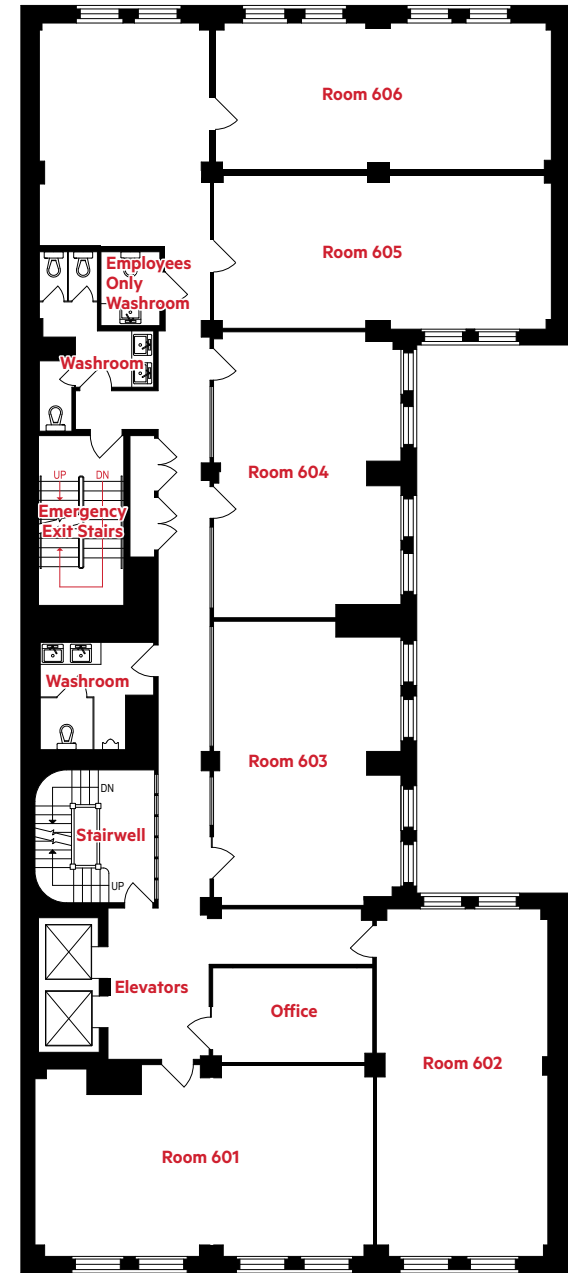 Room 606
Room 605
Employees
Only
Washroom
Washroom
Room 604
UP DN
Emergency
Exit Stairs
Washroom
Room 603
DN
Stairwell
UP
Elevators
Office
Room 602
Room 601